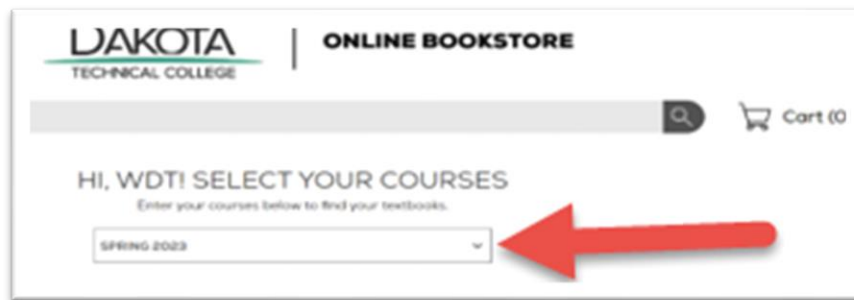 DAKOTA
TECHNICAL COLLEGE
ONLINE BOOKSTORE
Cart (0
HI, WDT! SELECT YOUR COURSES
Enter your courses below to find your textbooks.
SPRING 2023